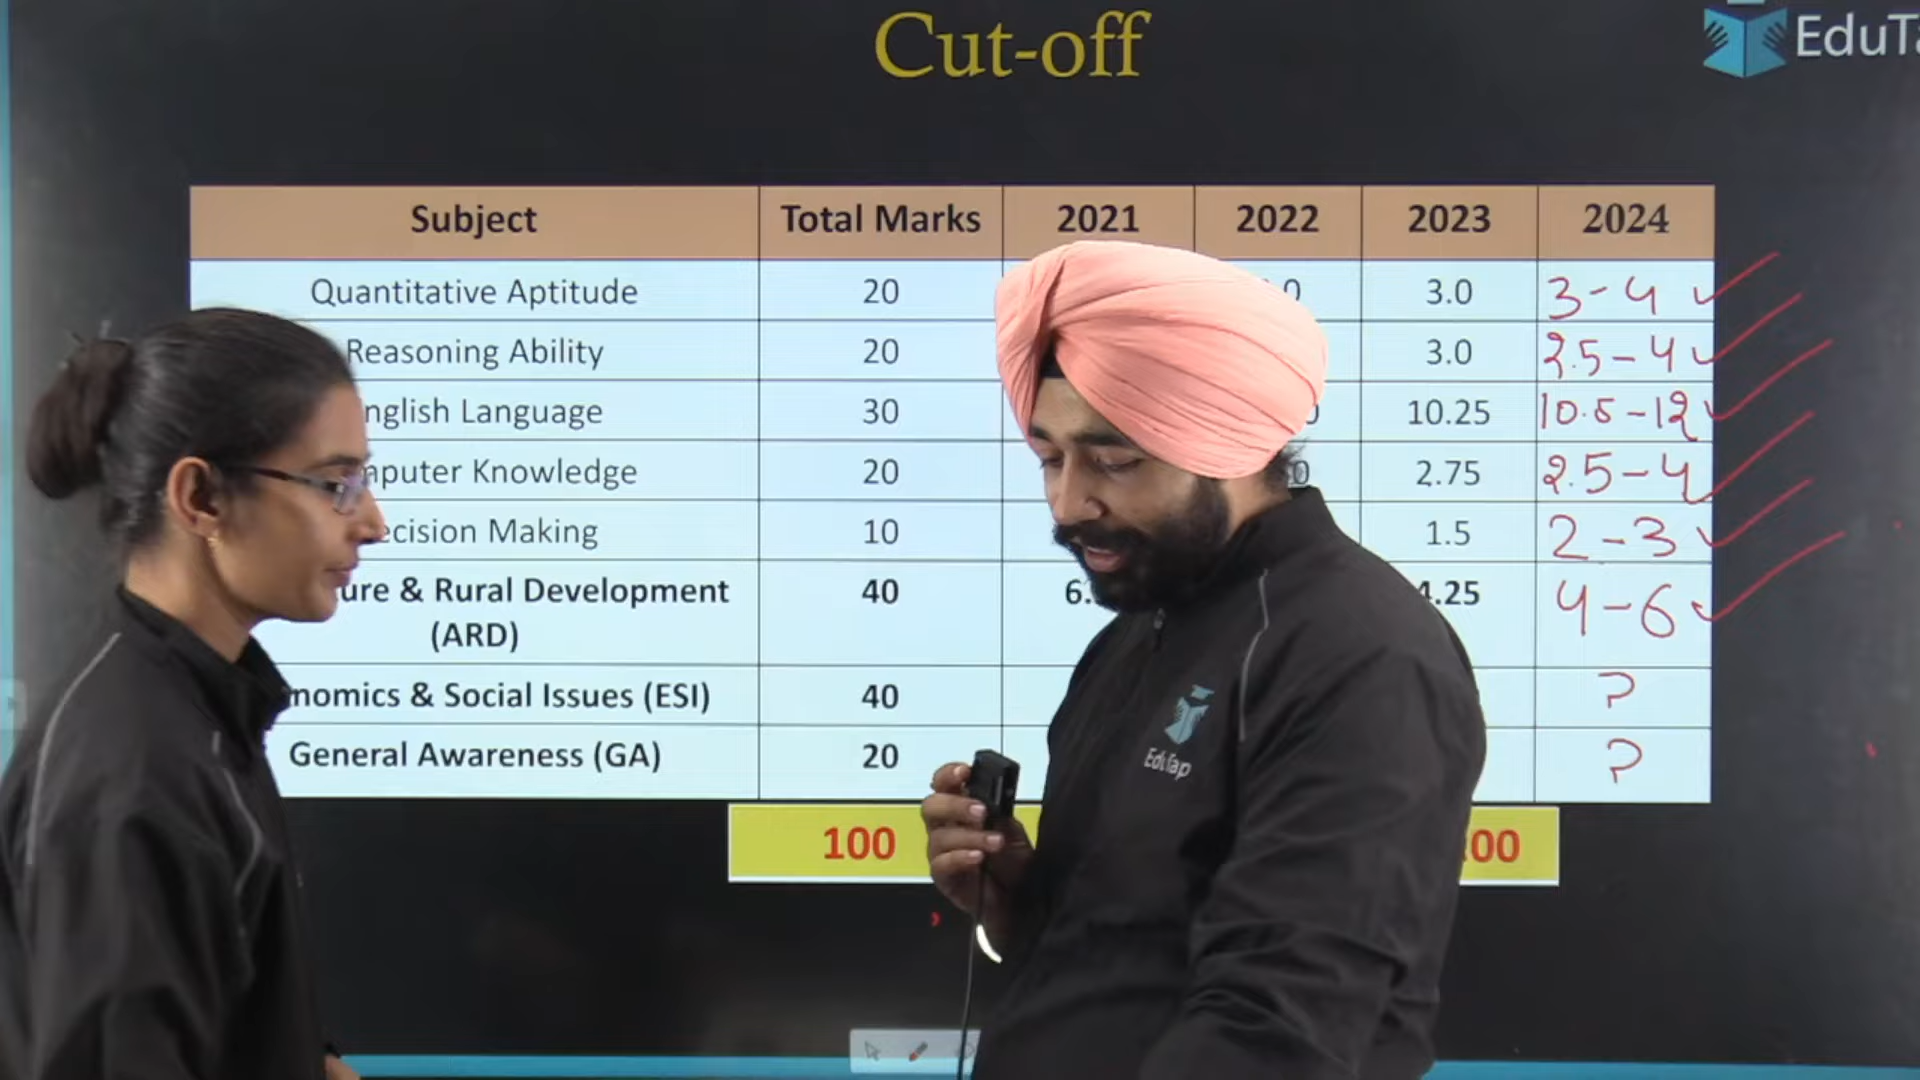 Cut-off
EduTa
Subject Total Marks 2021 2022 2023 2024
Quantitative Aptitude 20 3.0 3-4
Reasoning Ability 20 3.0 2.5-4
nglish Language 30 10.25 10.5-12
mputer Knowledge 20 2.75 2.5-4
ecision Making 10 1.5 2-3
ure & Rural Development 40 6. .25 4-6
(ARD)
nomics & Social Issues (ESI) 40 ?
General Awareness (GA) 20 ?
100 00
EduTap